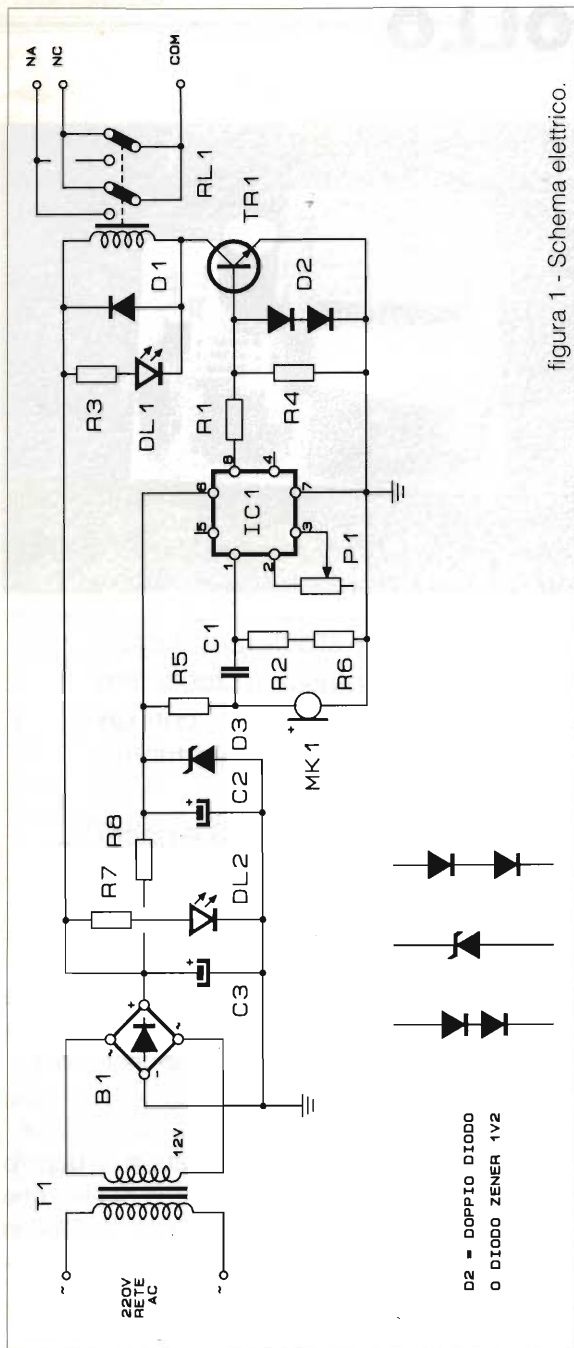 T1
220V
RETE
AC
~
~
12V
B1
~
~
+
-
C3
+
R7
DL2
R8
C2
+
D3
R5
MK1
+
C1
R2
R6
P1
IC1
1
2
3
4
5
6
7
8
R1
R4
D2
TR1
R3
DL1
D1
RL1
NA
NC
COM
D2 = DOPPIO DIODO
O DIODO ZENER 1V2
figura 1 - Schema elettrico.